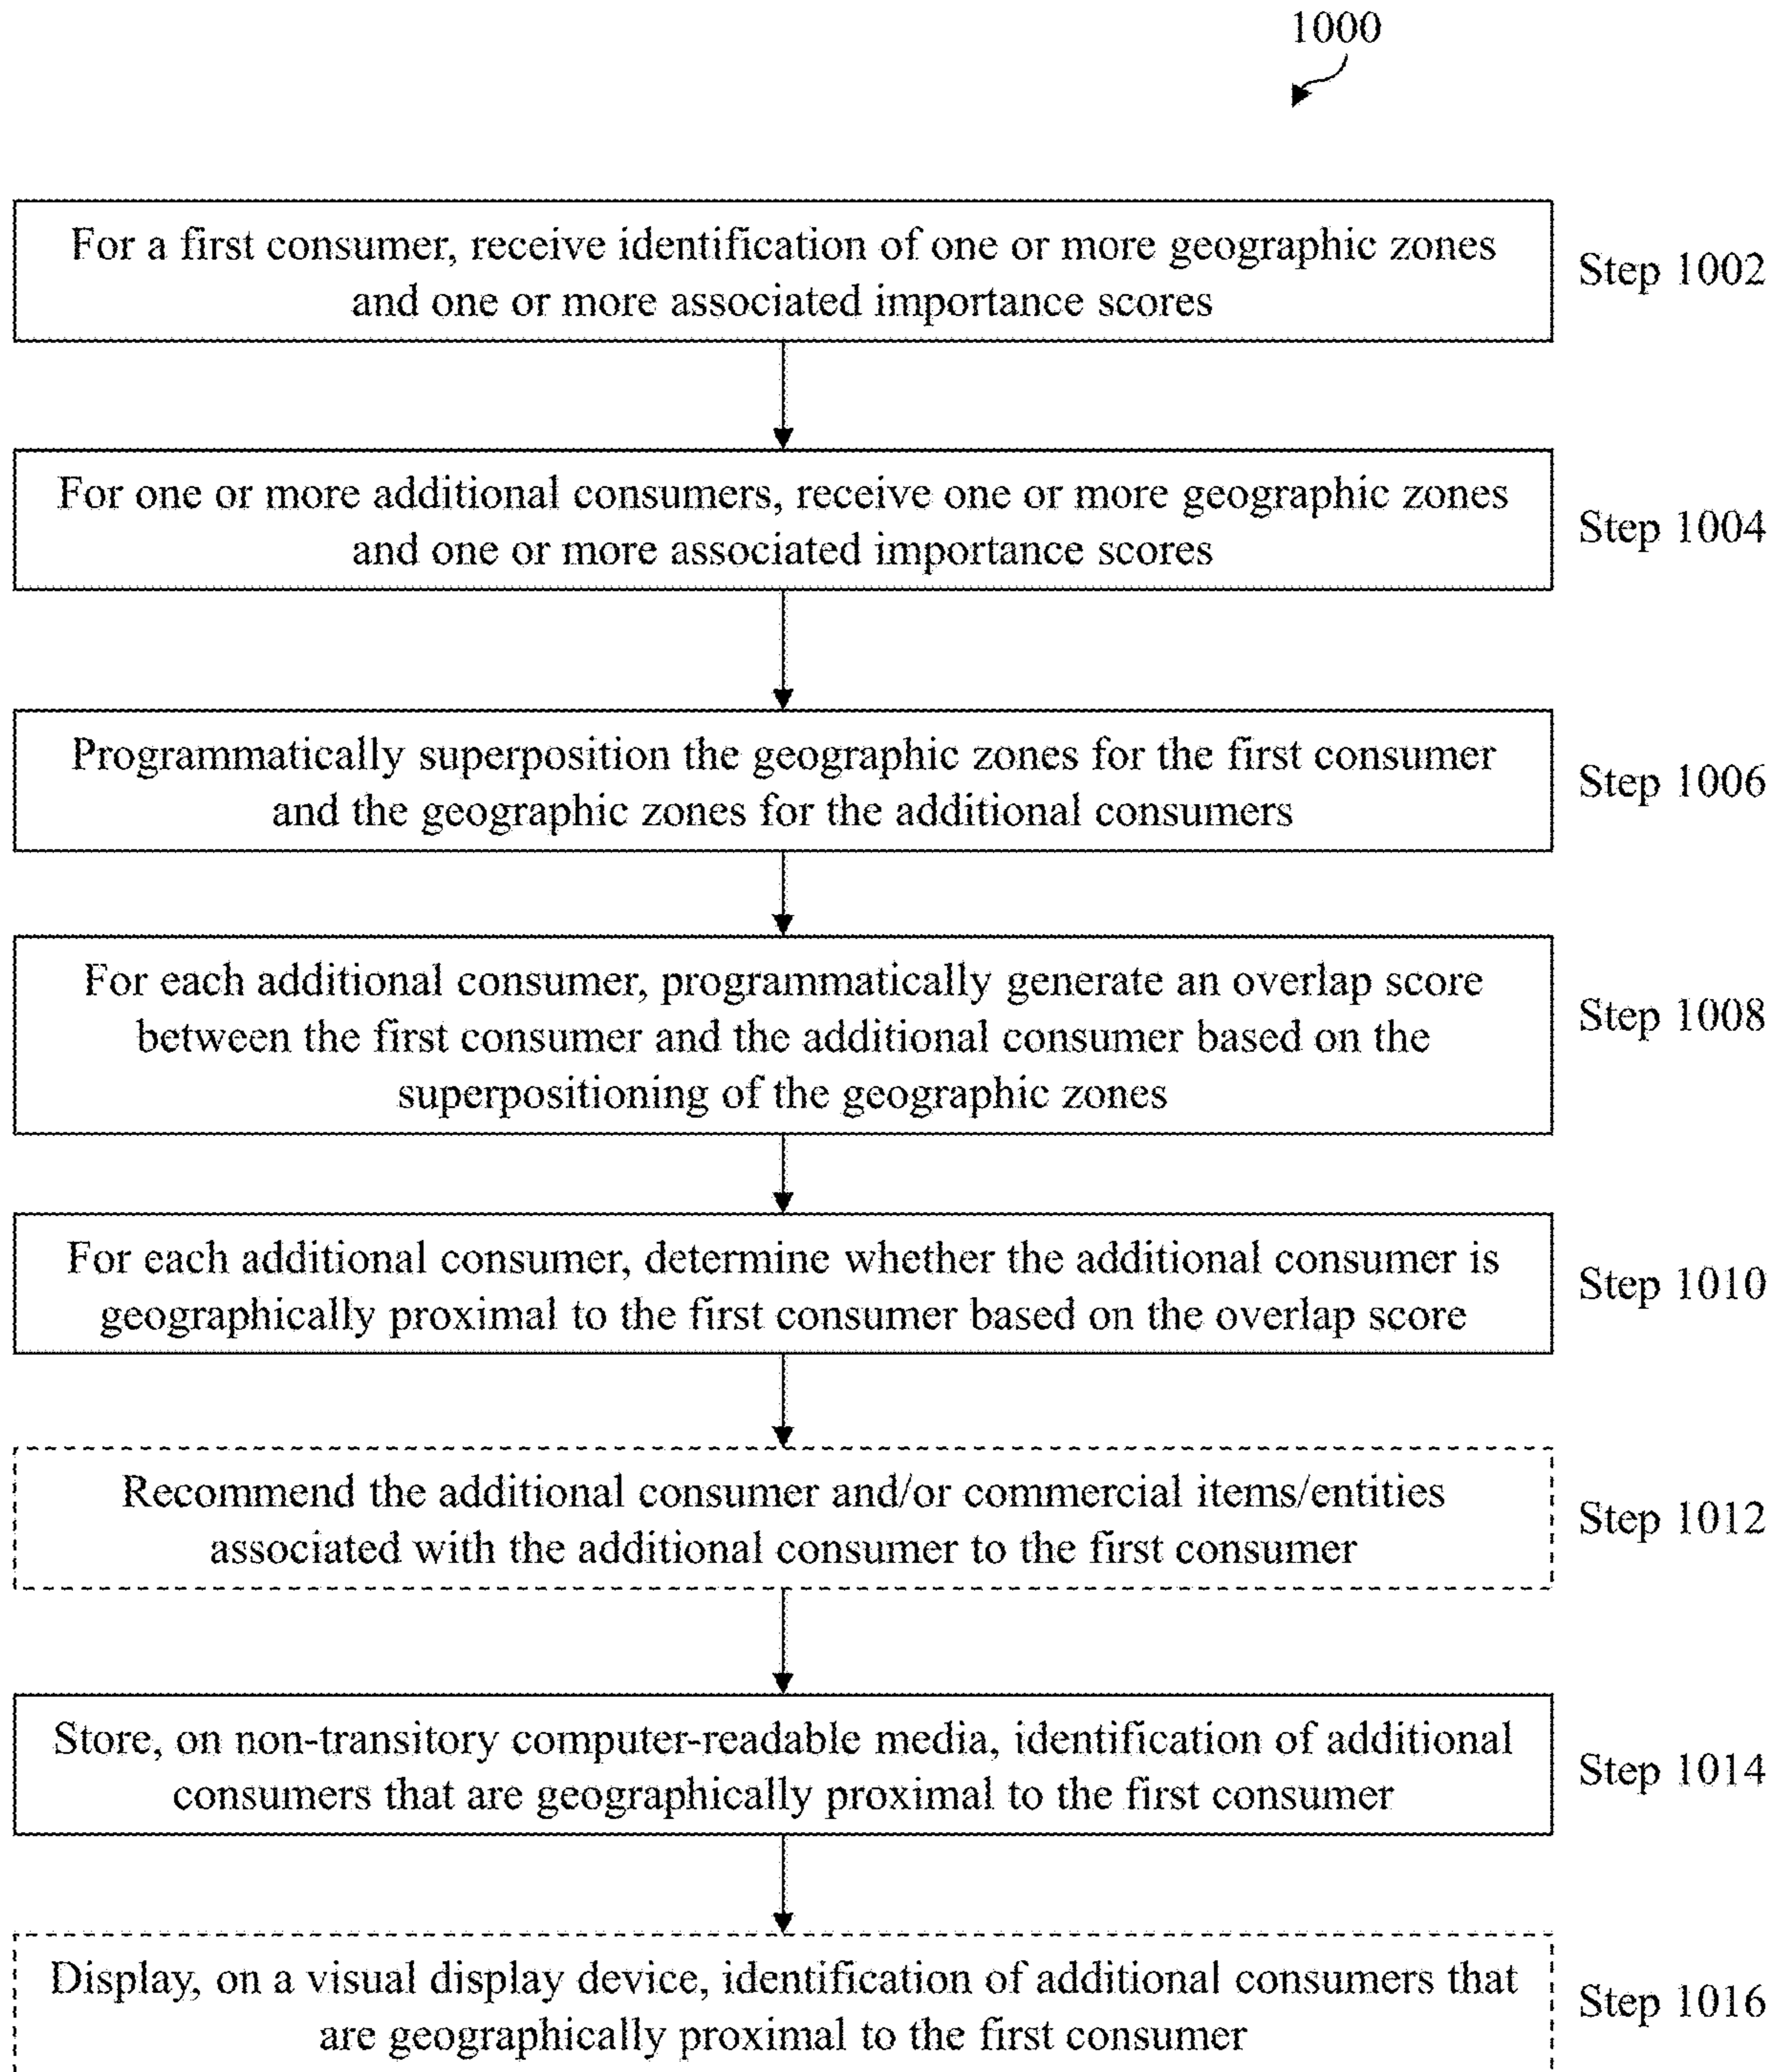 1000
For a first consumer, receive identification of one or more geographic zones
and one or more associated importance scores
Step 1002
For one or more additional consumers, receive one or more geographic zones
and one or more associated importance scores
Step 1004
Programmatically superposition the geographic zones for the first consumer
and the geographic zones for the additional consumers
Step 1006
For each additional consumer, programmatically generate an overlap score
between the first consumer and the additional consumer based on the
superpositioning of the geographic zones
Step 1008
For each additional consumer, determine whether the additional consumer is
geographically proximal to the first consumer based on the overlap score
Step 1010
Recommend the additional consumer and/or commercial items/entities
associated with the additional consumer to the first consumer
Step 1012
Store, on non-transitory computer-readable media, identification of additional
consumers that are geographically proximal to the first consumer
Step 1014
Display, on a visual display device, identification of additional consumers that
are geographically proximal to the first consumer
Step 1016